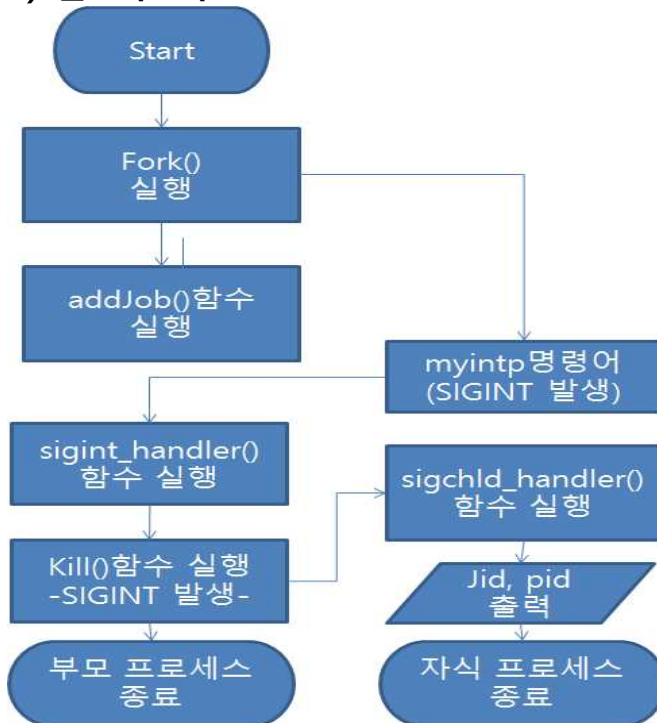 Start
Fork()
실행
addJob()함수
실행
myintp명령어
(SIGINT 발생)
sigint_handler()
함수 실행
sigchld_handler()
함수 실행
Kill()함수 실행
-SIGINT 발생-
Jid, pid
출력
부모 프로세스
종료
자식 프로세스
종료